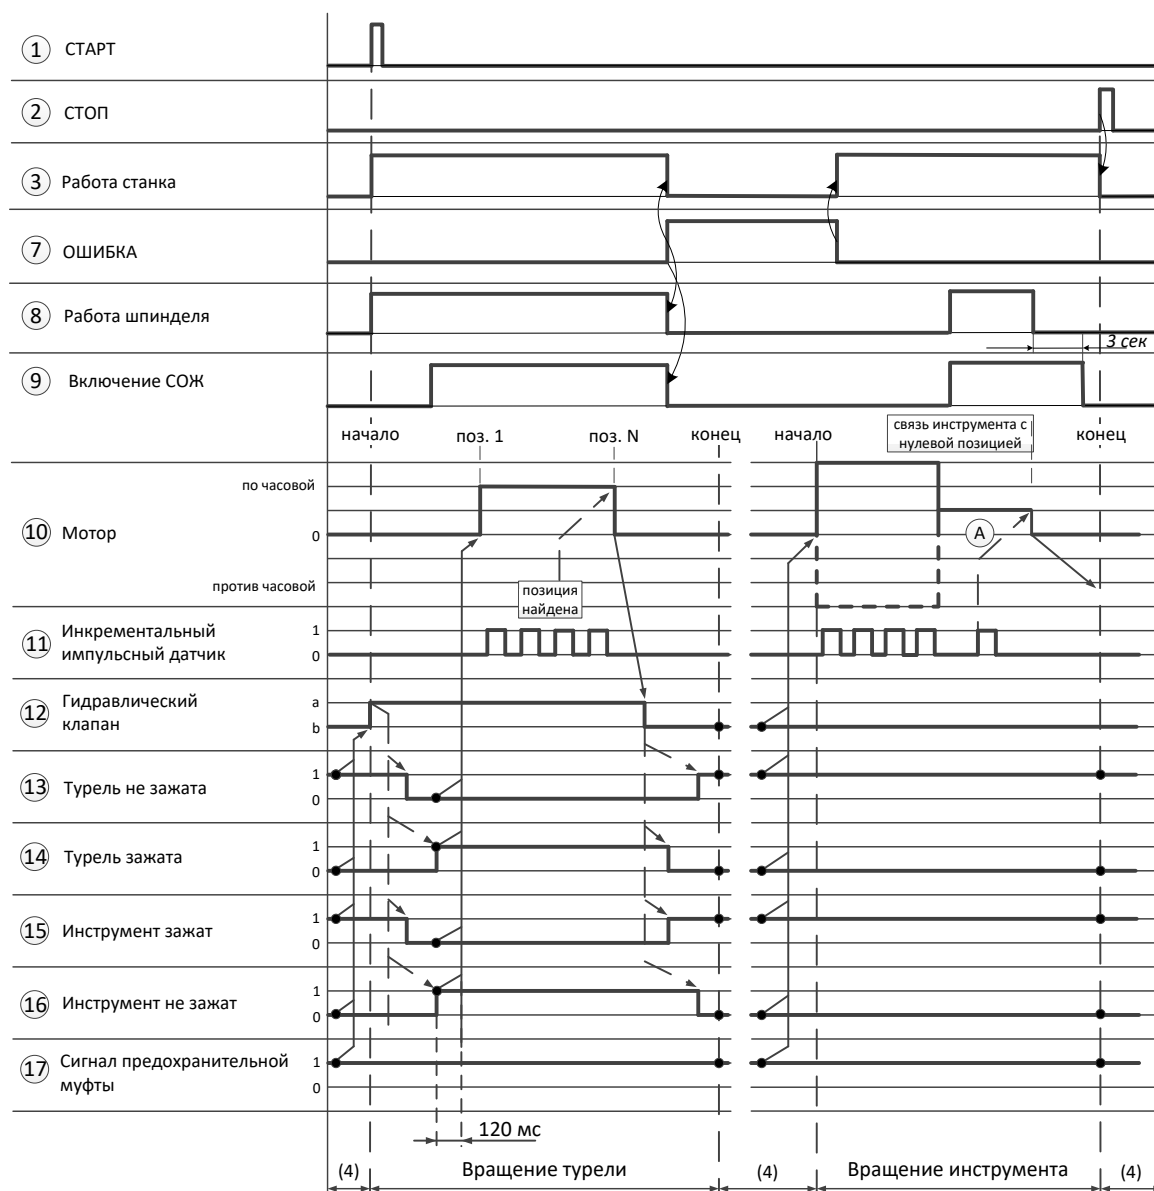 1 СТАРТ
2 СТОП
3 Работа станка
7 ОШИБКА
8 Работа шпинделя
3 сек
9 Включение СОЖ
начало поз. 1 поз. N конец начало связь инструмента с конец
нулевой позицией
по часовой
10 Мотор 0 А
против часовой
позиция
найдена
11 Инкрементальный 1
импульсный датчик 0
12 Гидравлический a
клапан b
13 Турель не зажата 1
0
14 Турель зажата 1
0
15 Инструмент зажат 1
0
16 Инструмент не зажат 1
0
17 Сигнал предохранительной 1
муфты 0
120 мс
(4) Вращение турели (4) Вращение инструмента (4)